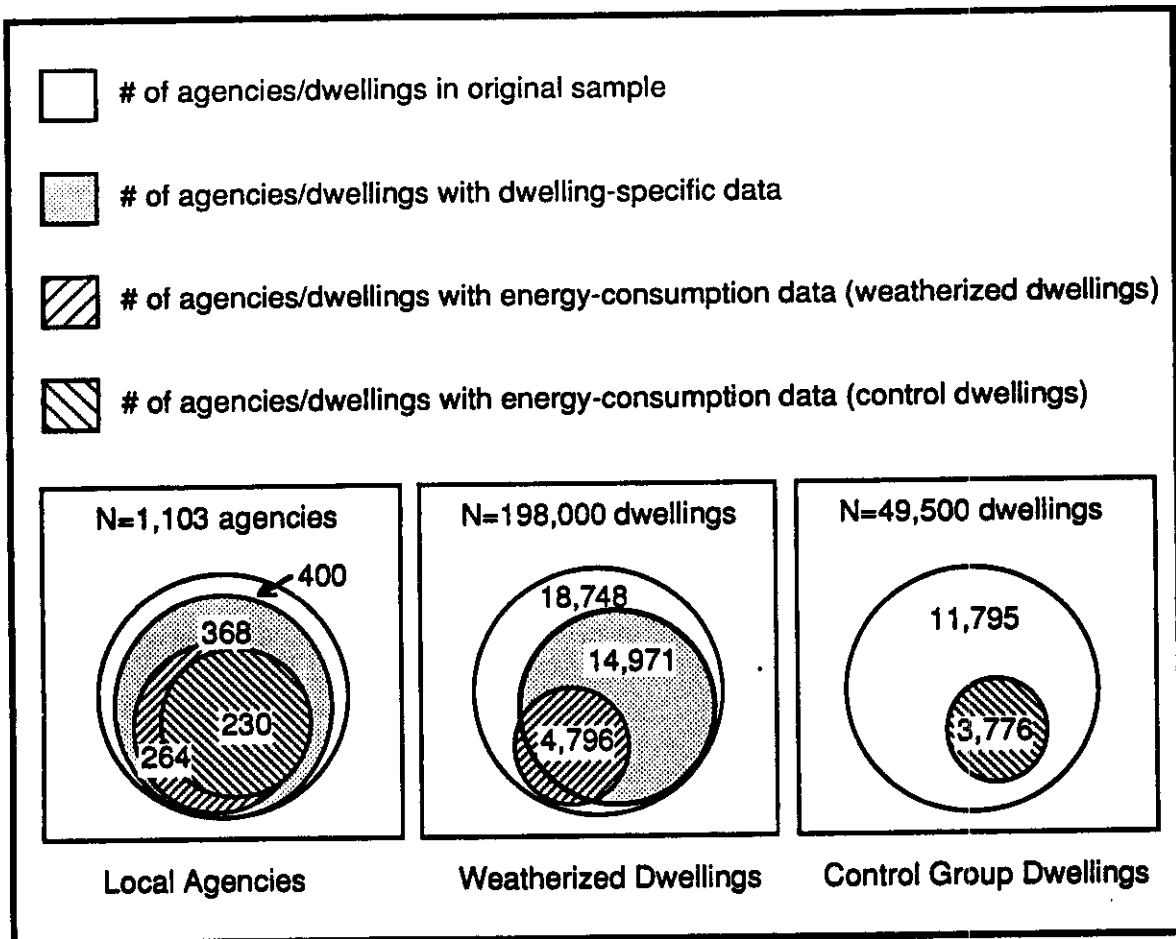 # of agencies/dwellings in original sample
# of agencies/dwellings with dwelling-specific data
# of agencies/dwellings with energy-consumption data (weatherized dwellings)
# of agencies/dwellings with energy-consumption data (control dwellings)
N=1,103 agencies
400
368
230
264
Local Agencies
N=198,000 dwellings
18,748
14,971
4,796
Weatherized Dwellings
N=49,500 dwellings
11,795
3,776
Control Group Dwellings